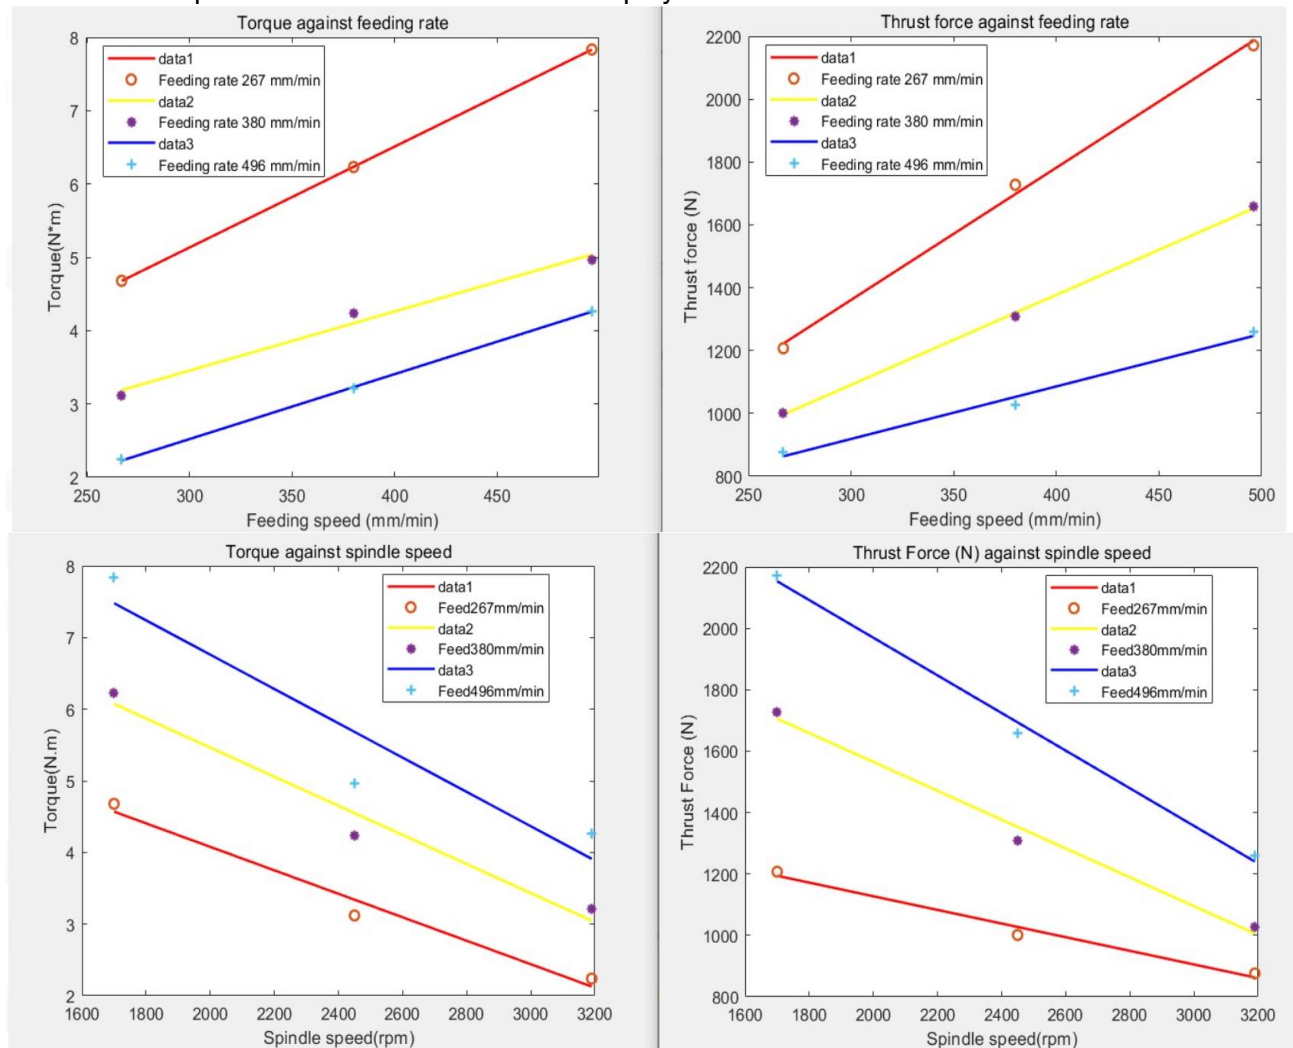 Torque against feeding rate
8
7
6
5
4
3
2
Torque(N*m)
data1
Feeding rate 267 mm/min
data2
Feeding rate 380 mm/min
data3
Feeding rate 496 mm/min
250 300 350 400 450
Feeding speed (mm/min)
Thrust force against feeding rate
2200
2000
1800
1600
1400
1200
1000
800
Thrust force (N)
data1
Feeding rate 267 mm/min
data2
Feeding rate 380 mm/min
data3
Feeding rate 496 mm/min
250 300 350 400 450 500
Feeding speed (mm/min)
Torque against spindle speed
8
7
6
5
4
3
2
Torque(N.m)
data1
Feed267mm/min
data2
Feed380mm/min
data3
Feed496mm/min
1600 1800 2000 2200 2400 2600 2800 3000 3200
Spindle speed(rpm)
Thrust Force (N) against spindle speed
2200
2000
1800
1600
1400
1200
1000
800
Thrust Force (N)
data1
Feed267mm/min
data2
Feed380mm/min
data3
Feed496mm/min
1600 1800 2000 2200 2400 2600 2800 3000 3200
Spindle speed(rpm)